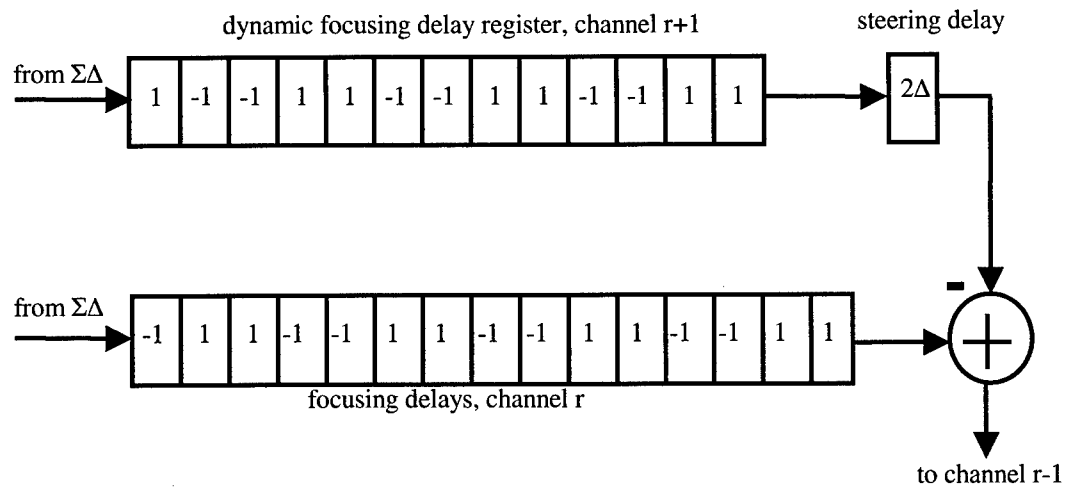 dynamic focusing delay register, channel r+1
steering delay
from ΣΔ
1 -1 -1 1 1 -1 -1 1 1 -1 -1 1 1
2Δ
from ΣΔ
-1 1 1 -1 -1 1 1 -1 -1 1 1 -1 -1 1 1
-
+
focusing delays, channel r
to channel r-1